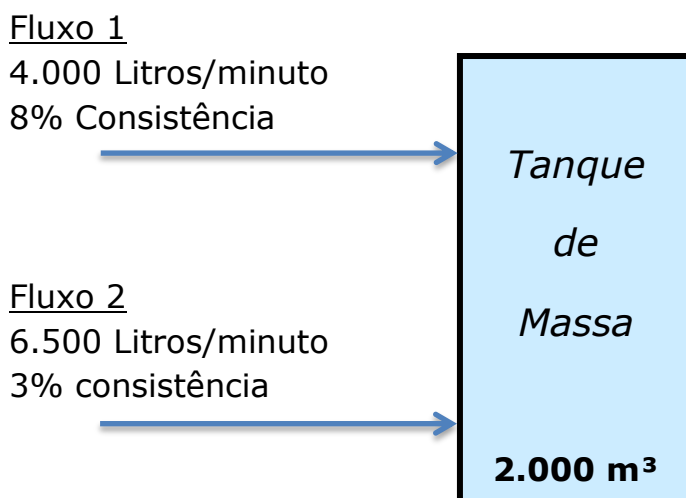 Fluxo 1
4.000 Litros/minuto
8% Consistência
Fluxo 2
6.500 Litros/minuto
3% consistência
Tanque
de
Massa
2.000 m³